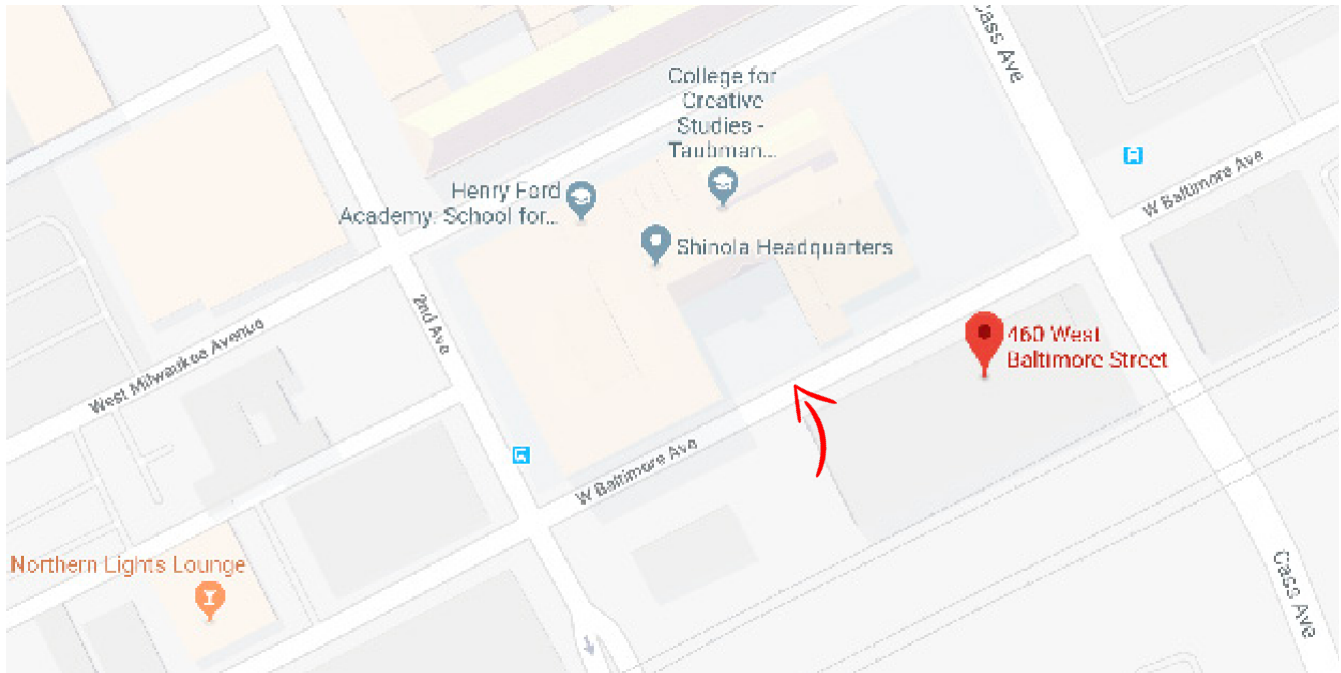 Cass Ave
College for
Creative
Studies -
Taubman...
Henry Ford
Academy: School for...
Shinola Headquarters
W Baltimore Ave
2nd Ave
West Milwaukee Avenue
460 West
Baltimore Street
W Baltimore Ave
Northern Lights Lounge
Cass Ave